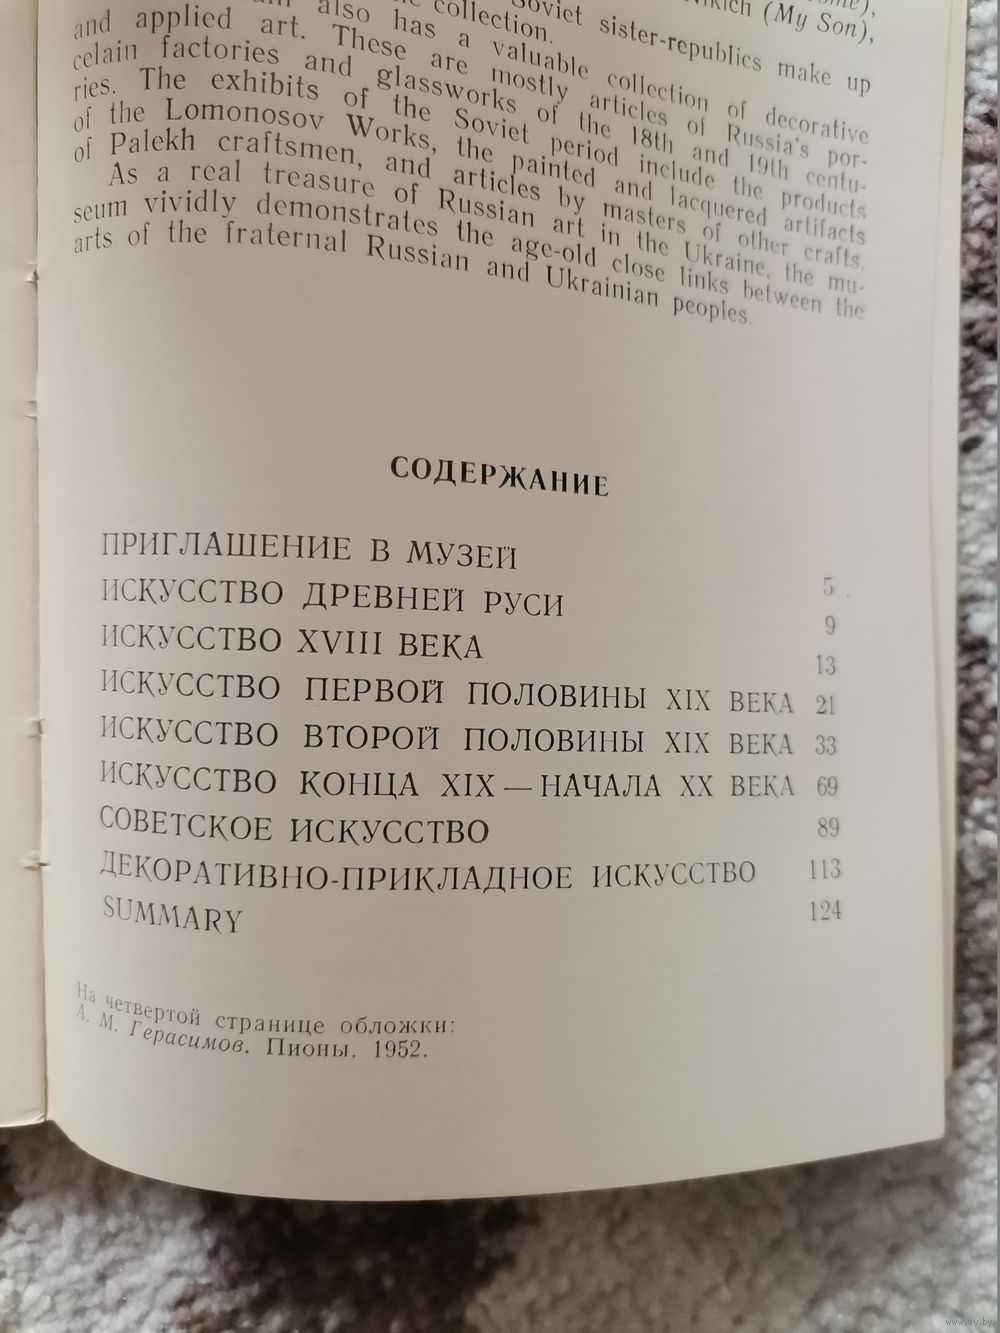 Nikich (My Son),
the collection. Soviet sister-republics make up
also has a valuable collection of decorative
and applied art. These are mostly articles of Russia's por-
celain factories and glassworks of the 18th and 19th centu-
ries. The exhibits of the Soviet period include the products
of the Lomonosov Works, the painted and lacquered artifacts
of Palekh craftsmen, and articles by masters of other crafts.
As a real treasure of Russian art in the Ukraine, the mu-
seum vividly demonstrates the age-old close links between the
arts of the fraternal Russian and Ukrainian peoples.
СОДЕРЖАНИЕ
ПРИГЛАШЕНИЕ В МУЗЕЙ 5
ИСКУССТВО ДРЕВНЕЙ РУСИ 9
ИСКУССТВО XVIII ВЕКА 13
ИСКУССТВО ПЕРВОЙ ПОЛОВИНЫ XIX ВЕКА 21
ИСКУССТВО ВТОРОЙ ПОЛОВИНЫ XIX ВЕКА 33
ИСКУССТВО КОНЦА XIX — НАЧАЛА XX ВЕКА 69
СОВЕТСКОЕ ИСКУССТВО 89
ДЕКОРАТИВНО-ПРИКЛАДНОЕ ИСКУССТВО 113
SUMMARY 124
На четвертой странице обложки:
А. М. Герасимов. Пионы. 1952.
www.ay.by